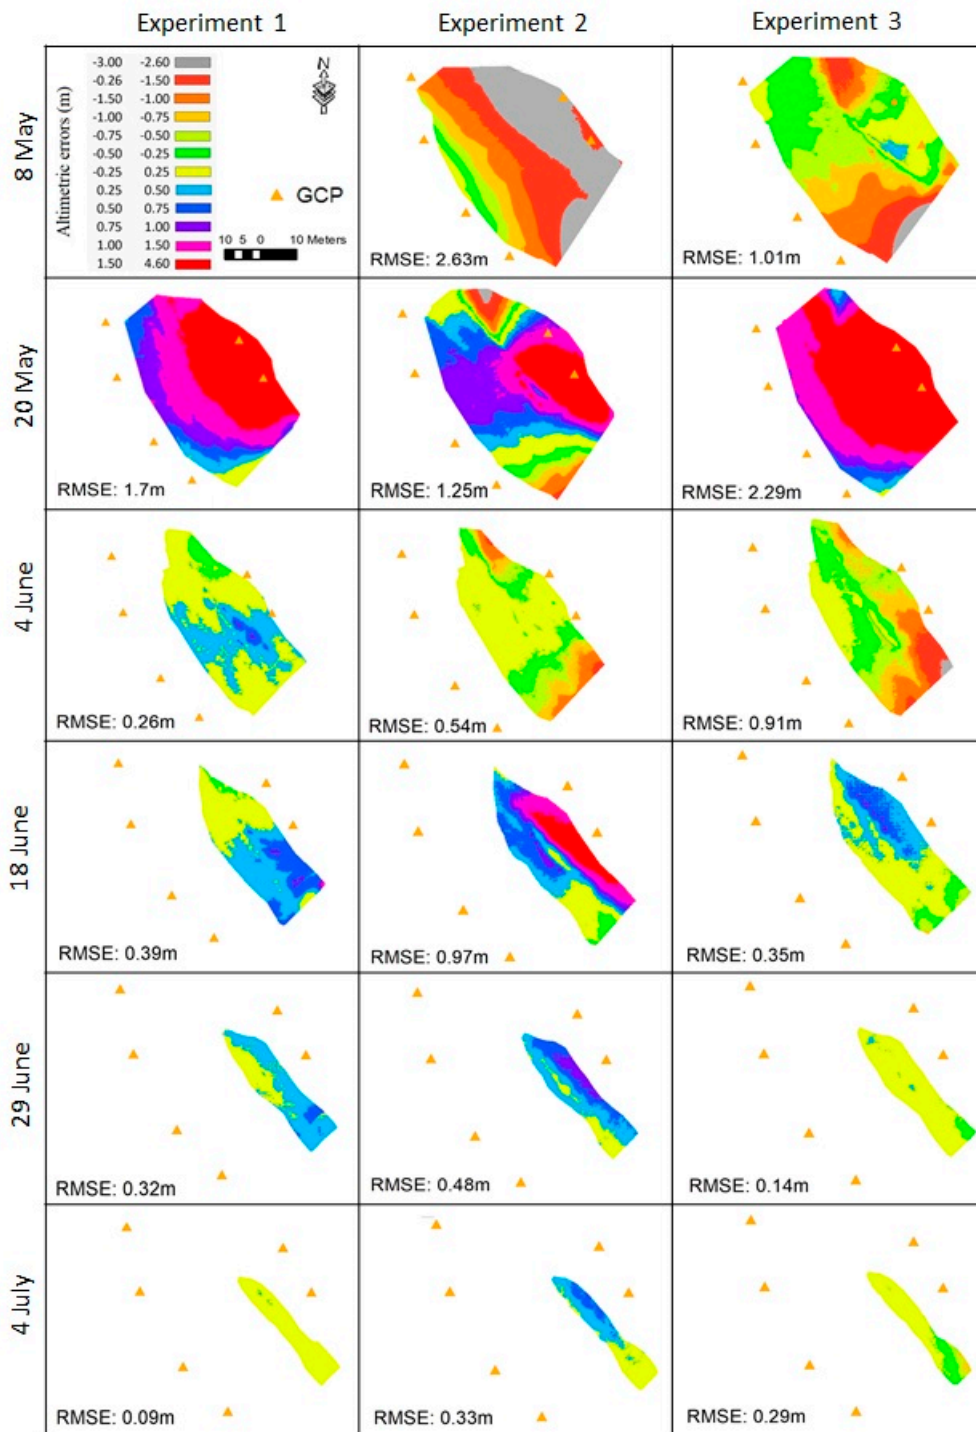 Experiment 1 Experiment 2 Experiment 3
8 May
Altimetric errors (m)
-3.00 -2.60
-0.26 -1.50
-1.50 -1.00
-1.00 -0.75
-0.75 -0.50
-0.50 -0.25
-0.25 0.25
0.25 0.50
0.50 0.75
0.75 1.00
1.00 1.50
1.50 4.60
N
GCP
10 5 0 10 Meters
RMSE: 2.63m
RMSE: 1.01m
20 May
RMSE: 1.7m
RMSE: 1.25m
RMSE: 2.29m
4 June
RMSE: 0.26m
RMSE: 0.54m
RMSE: 0.91m
18 June
RMSE: 0.39m
RMSE: 0.97m
RMSE: 0.35m
29 June
RMSE: 0.32m
RMSE: 0.48m
RMSE: 0.14m
4 July
RMSE: 0.09m
RMSE: 0.33m
RMSE: 0.29m